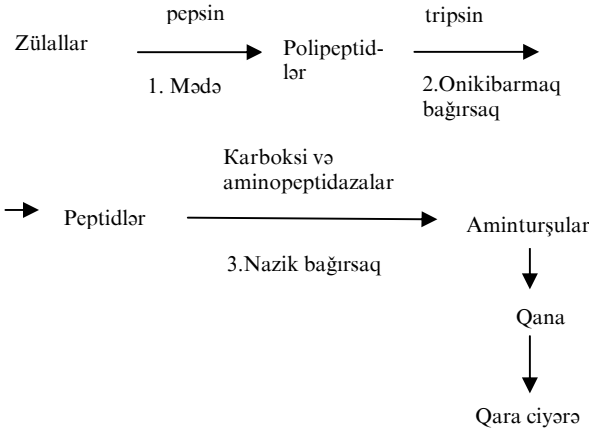 pepsin
tripsin
Zülallar
Polipeptid-
lər
1. Mədə
2.Onikibarmaq
bağırsaq
Karboksi və
aminopeptidazalar
Peptidlər
Aminturşular
3.Nazik bağırsaq
Qana
Qara ciyərə